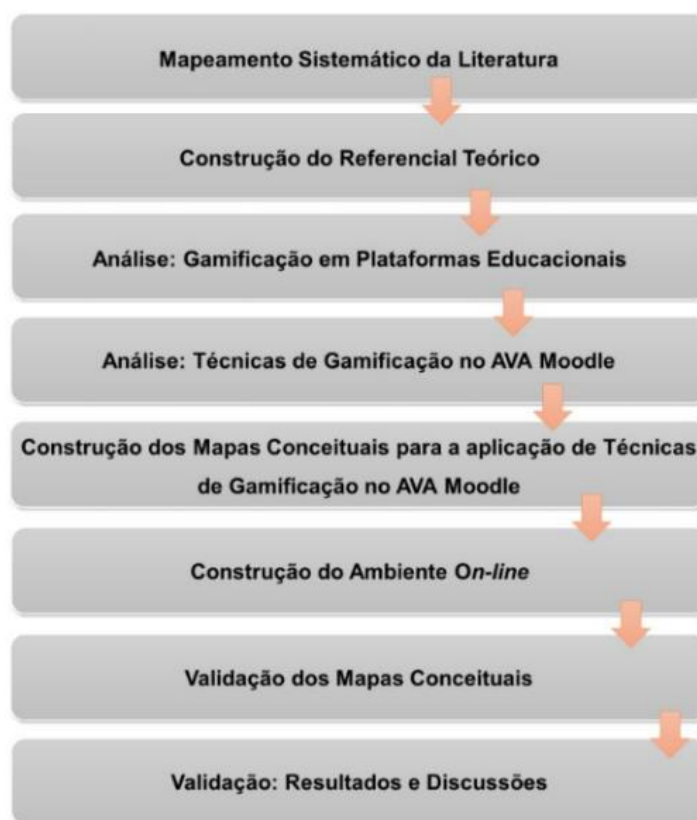 Mapeamento Sistemático da Literatura
Construção do Referencial Teórico
Análise: Gamificação em Plataformas Educacionais
Análise: Técnicas de Gamificação no AVA Moodle
Construção dos Mapas Conceituais para a aplicação de Técnicas
de Gamificação no AVA Moodle
Construção do Ambiente On-line
Validação dos Mapas Conceituais
Validação: Resultados e Discussões